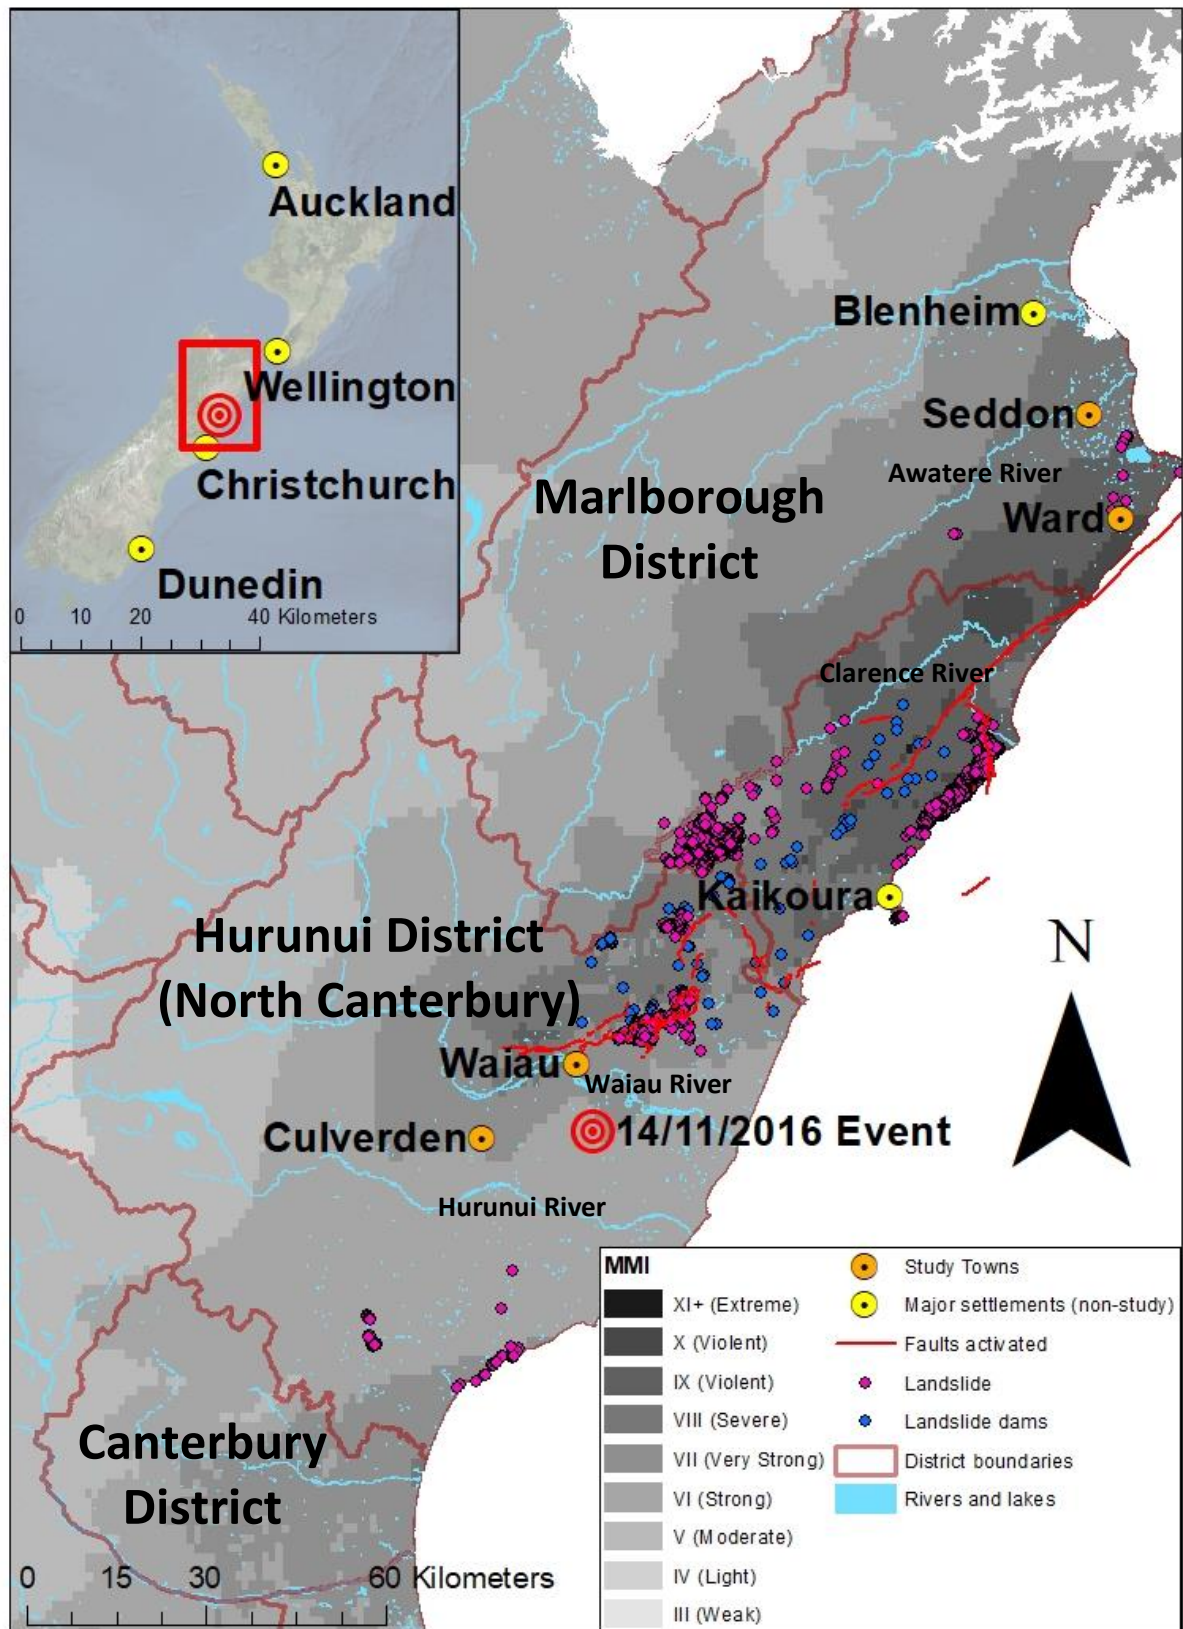 Auckland
Wellington
Christchurch
Dunedin
0 10 20 40 Kilometers
Blenheim
Seddon
Awatere River
Ward
Marlborough
District
Clarence River
Kaikoura
Hurunui District
(North Canterbury)
Waiau
Waiau River
N
Culverden
14/11/2016 Event
Hurunui River
Canterbury
District
0 15 30 60 Kilometers
MMI
XI+ (Extreme)
X (Violent)
IX (Violent)
VIII (Severe)
VII (Very Strong)
VI (Strong)
V (Moderate)
IV (Light)
III (Weak)
Study Towns
Major settlements (non-study)
Faults activated
Landslide
Landslide dams
District boundaries
Rivers and lakes